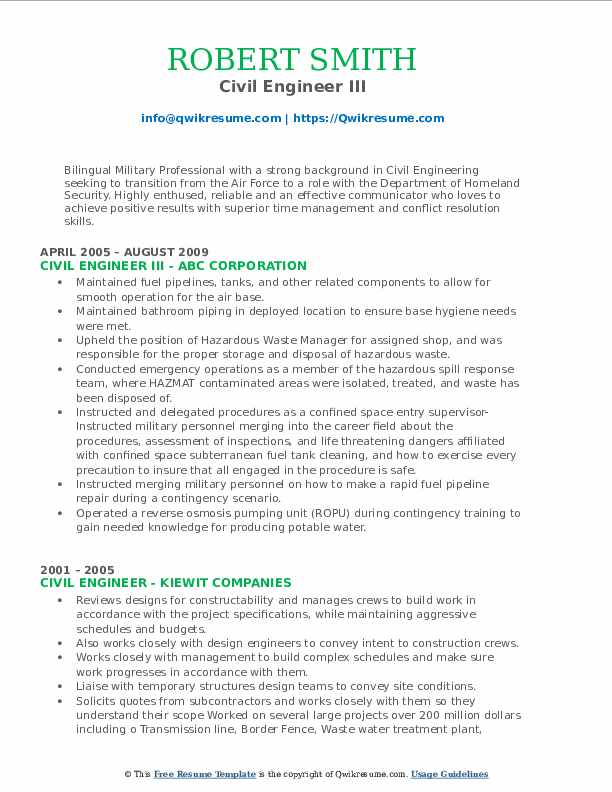 ROBERT SMITH
Civil Engineer III
info@qwikresume.com | https://Qwikresume.com
Bilingual Military Professional with a strong background in Civil Engineering
seeking to transition from the Air Force to a role with the Department of Homeland
Security. Highly enthused, reliable and an effective communicator who loves to
achieve positive results with superior time management and conflict resolution
skills.
APRIL 2005 – AUGUST 2009
CIVIL ENGINEER III - ABC CORPORATION
• Maintained fuel pipelines, tanks, and other related components to allow for
smooth operation for the air base.
• Maintained bathroom piping in deployed location to ensure base hygiene needs
were met.
• Upheld the position of Hazardous Waste Manager for assigned shop, and was
responsible for the proper storage and disposal of hazardous waste.
• Conducted emergency operations as a member of the hazardous spill response
team, where HAZMAT contaminated areas were isolated, treated, and waste has
been disposed of.
• Instructed and delegated procedures as a confined space entry supervisor-
Instructed military personnel merging into the career field about the
procedures, assessment of inspections, and life threatening dangers affiliated
with confined space subterranean fuel tank cleaning, and how to exercise every
precaution to insure that all engaged in the procedure is safe.
• Instructed merging military personnel on how to make a rapid fuel pipeline
repair during a contingency scenario.
• Operated a reverse osmosis pumping unit (ROPU) during contingency training to
gain needed knowledge for producing potable water.
2001 – 2005
CIVIL ENGINEER - KIEWIT COMPANIES
• Reviews designs for constructability and manages crews to build work in
accordance with the project specifications, while maintaining aggressive
schedules and budgets.
• Also works closely with design engineers to convey intent to construction crews.
• Works closely with management to build complex schedules and make sure
work progresses in accordance with them.
• Liaise with temporary structures design teams to convey site conditions.
• Solicits quotes from subcontractors and works closely with them so they
understand their scope Worked on several large projects over 200 million dollars
including o Transmission line, Border Fence, Waste water treatment plant,
© This Free Resume Template is the copyright of Qwikresume.com. Usage Guidelines